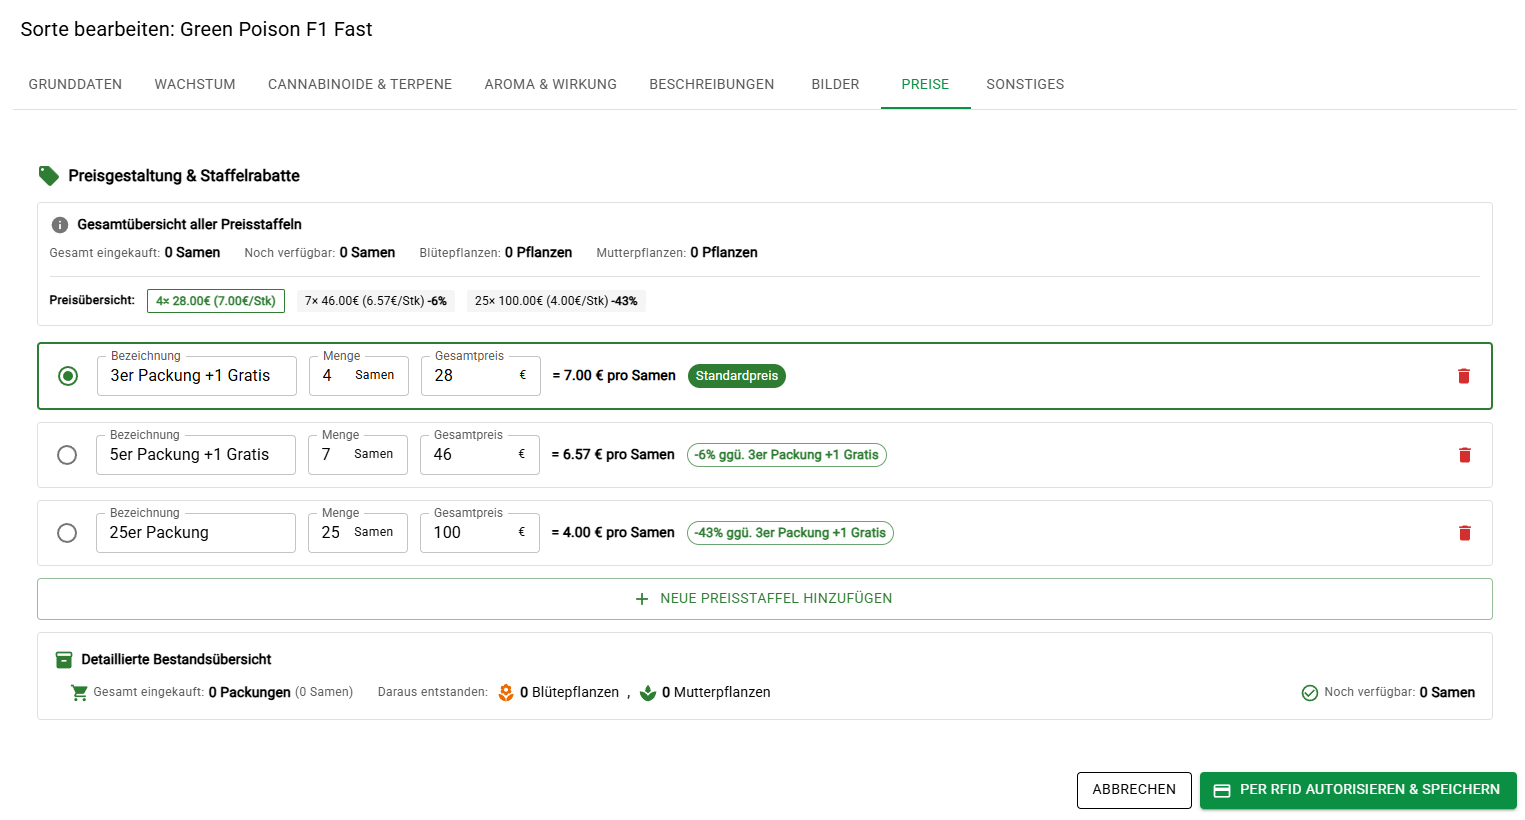 Sorte bearbeiten: Green Poison F1 Fast
GRUNDDATEN WACHSTUM CANNABINOIDE & TERPENE AROMA & WIRKUNG BESCHREIBUNGEN BILDER PREISE SONSTIGES
Preisgestaltung & Staffelrabatte
Gesamtübersicht aller Preisstaffeln
Gesamt eingekauft: 0 Samen Noch verfügbar: 0 Samen Blütepflanzen: 0 Pflanzen Mutterpflanzen: 0 Pflanzen
Preisübersicht: 4× 28.00€ (7.00€/Stk) 7× 46.00€ (6.57€/Stk) -6% 25× 100.00€ (4.00€/Stk) -43%
Bezeichnung Menge Gesamtpreis
3er Packung +1 Gratis 4 Samen 28 € = 7.00 € pro Samen Standardpreis
Bezeichnung Menge Gesamtpreis
5er Packung +1 Gratis 7 Samen 46 € = 6.57 € pro Samen -6% ggü. 3er Packung +1 Gratis
Bezeichnung Menge Gesamtpreis
25er Packung 25 Samen 100 € = 4.00 € pro Samen -43% ggü. 3er Packung +1 Gratis
+ NEUE PREISSTAFFEL HINZUFÜGEN
Detaillierte Bestandsübersicht
Gesamt eingekauft: 0 Packungen (0 Samen) Daraus entstanden: 0 Blütepflanzen , 0 Mutterpflanzen Noch verfügbar: 0 Samen
ABBRECHEN PER RFID AUTORISIEREN & SPEICHERN